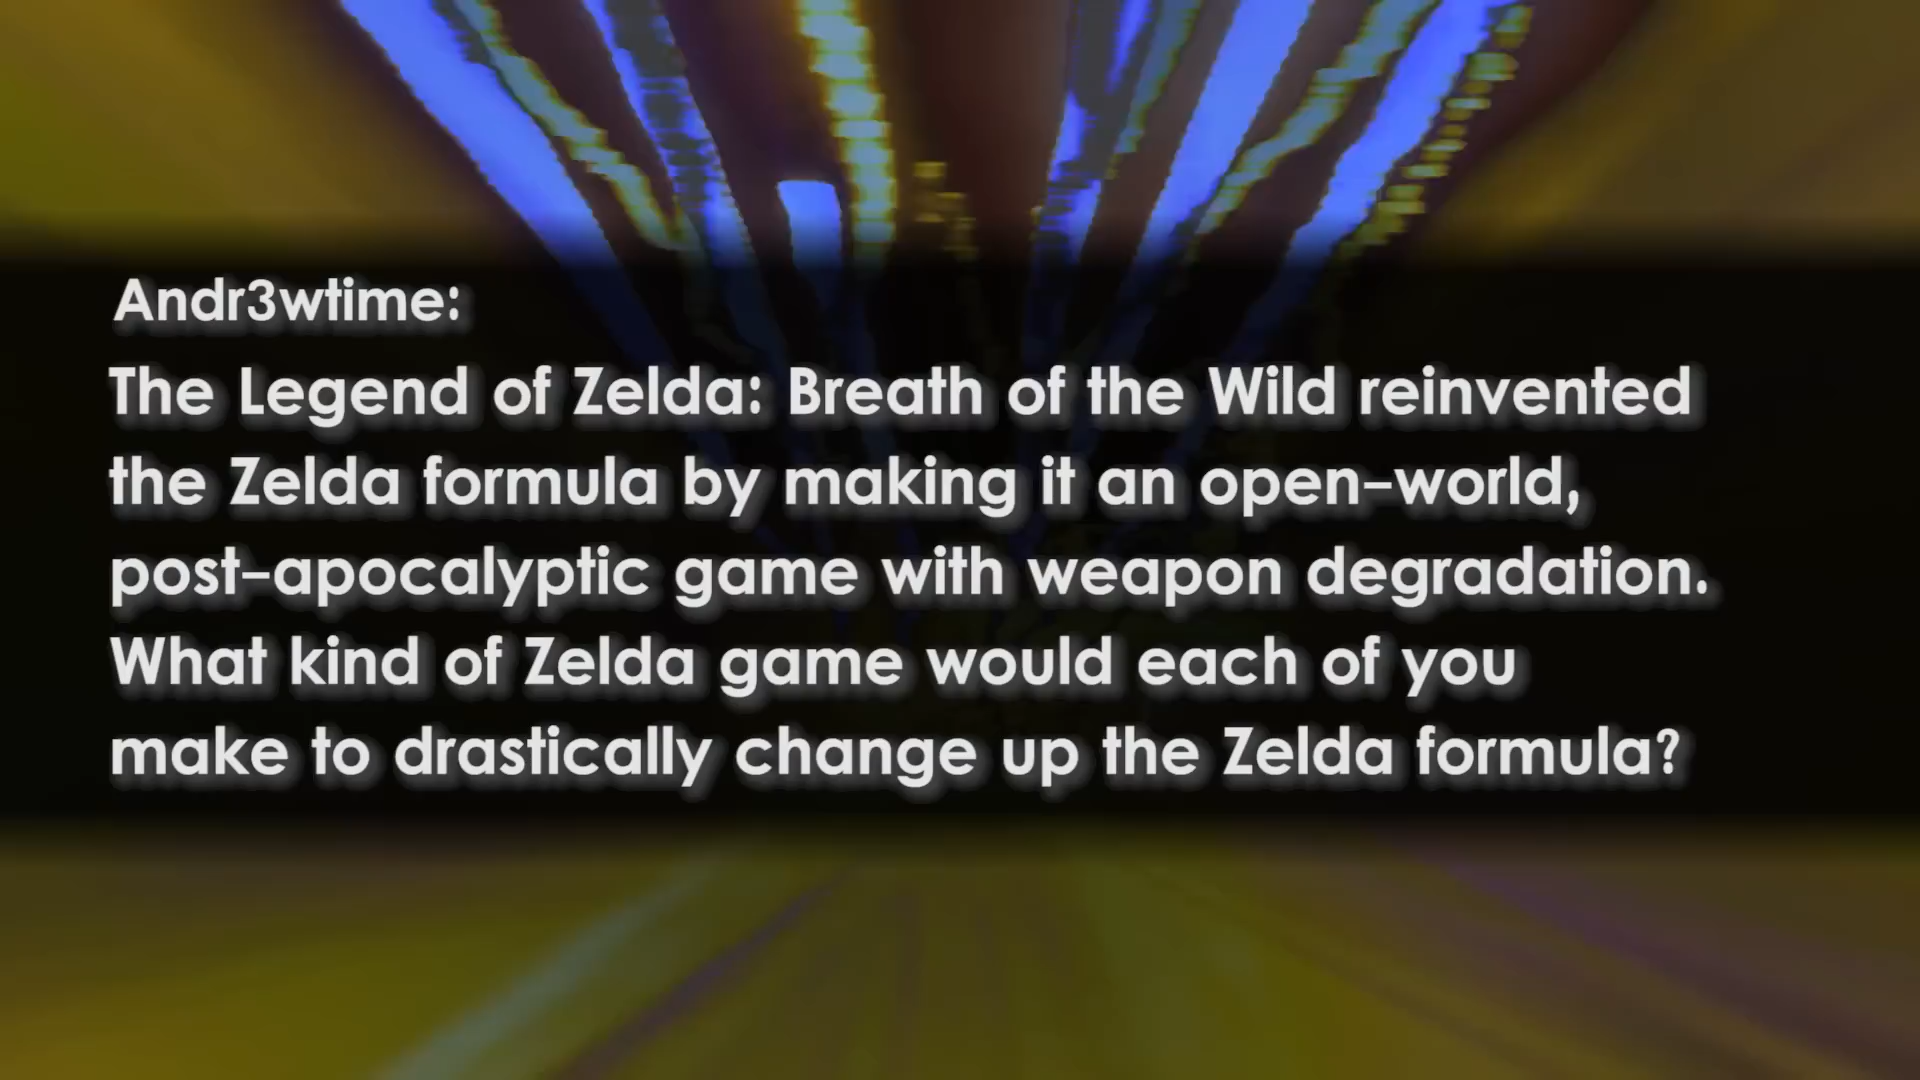 Andr3wtime:
The Legend of Zelda: Breath of the Wild reinvented
the Zelda formula by making it an open-world,
post-apocalyptic game with weapon degradation.
What kind of Zelda game would each of you
make to drastically change up the Zelda formula?